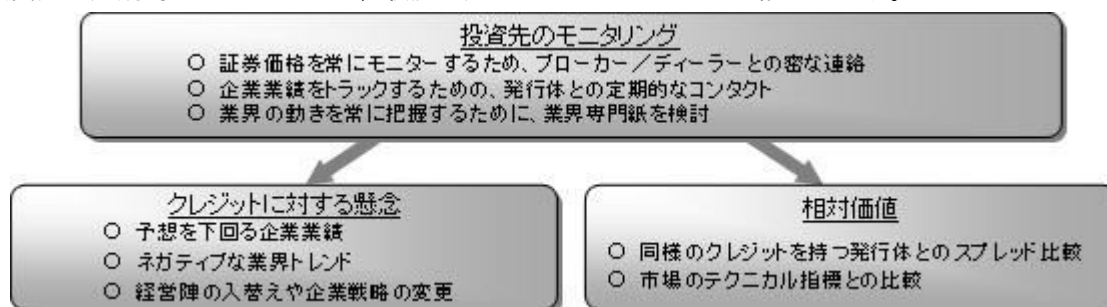 投資先のモニタリング
○ 証券価格を常にモニターするため、ブローカー／ディーラーとの密な連絡
○ 企業業績をトラックするための、発行体との定期的なコンタクト
○ 業界の動きを常に把握するために、業界専門紙を検討
クレジットに対する懸念
○ 予想を下回る企業業績
○ ネガティブな業界トレンド
○ 経営陣の入替えや企業戦略の変更
相対価値
○ 同様のクレジットを持つ発行体とのスプレッド比較
○ 市場のテクニカル指標との比較